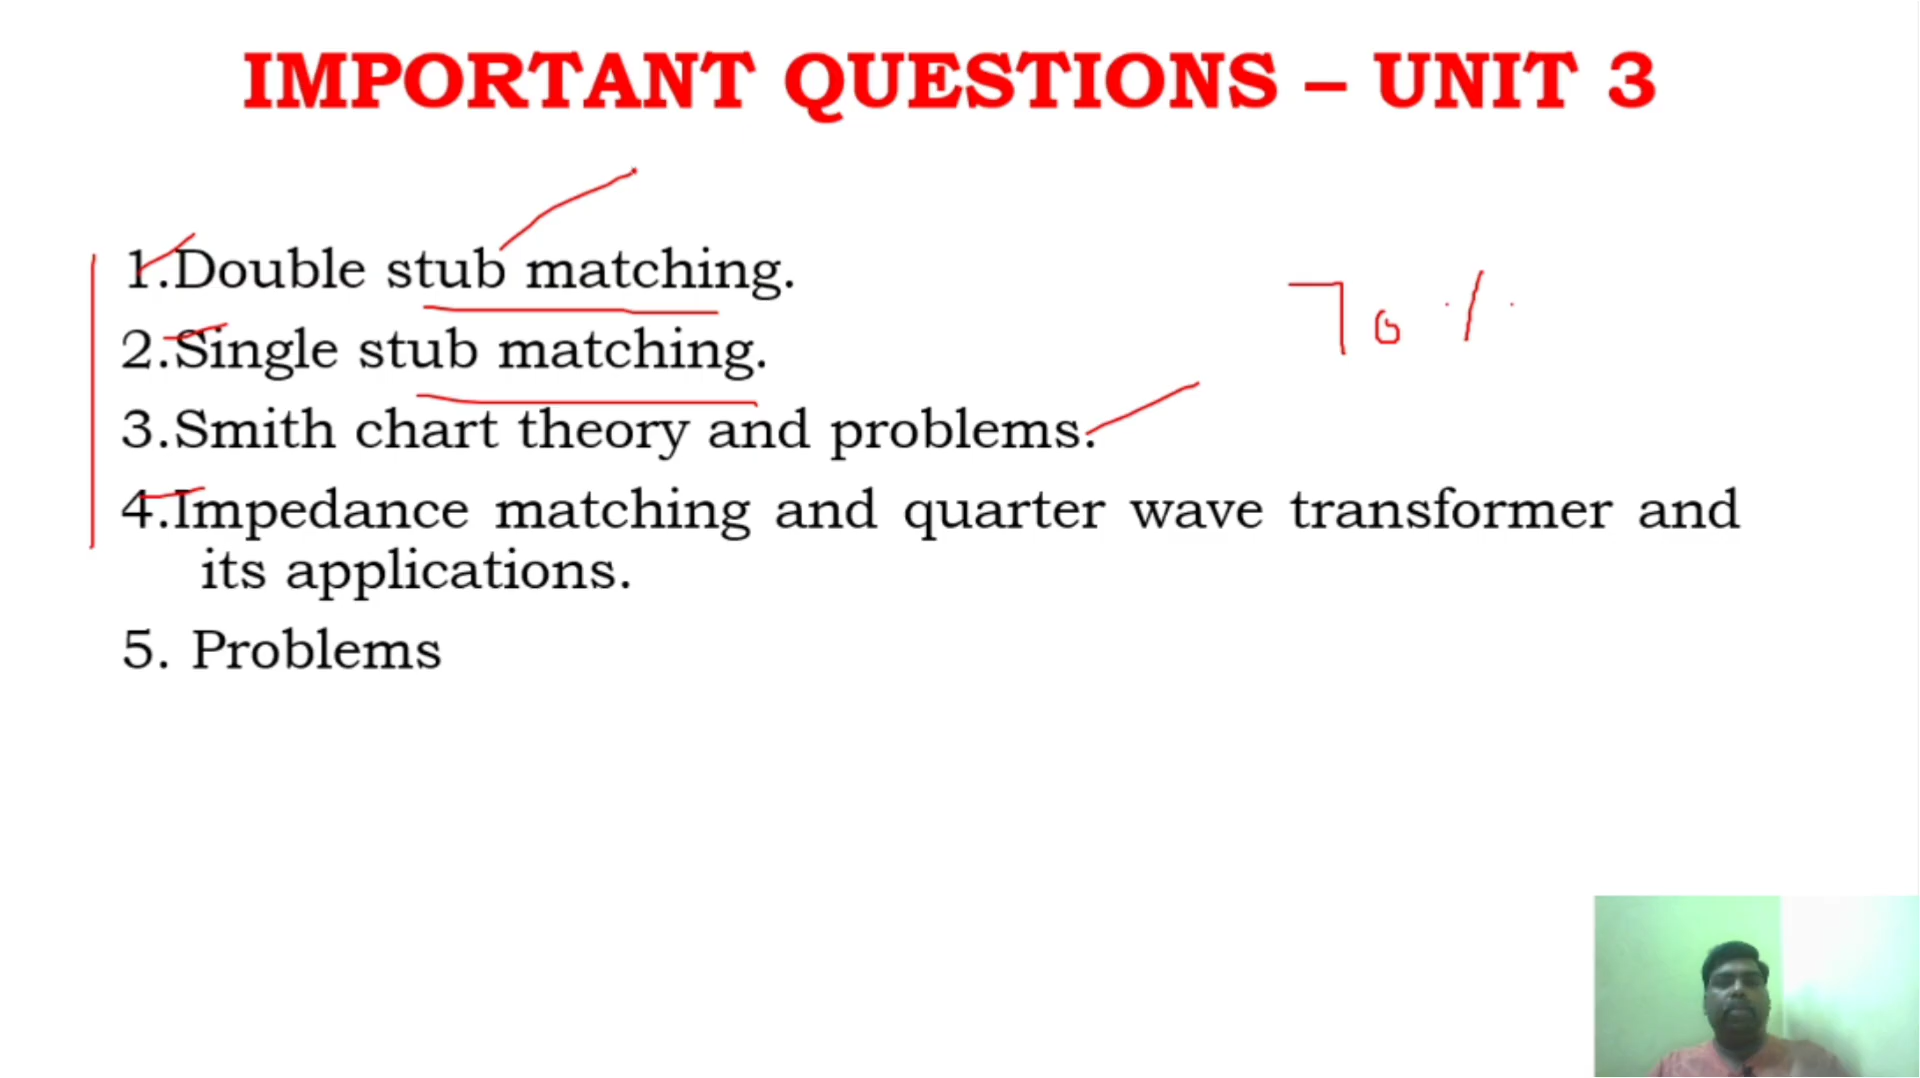 IMPORTANT QUESTIONS – UNIT 3
1.Double stub matching.
70 %
2.Single stub matching.
3.Smith chart theory and problems.
4.Impedance matching and quarter wave transformer and
its applications.
5. Problems